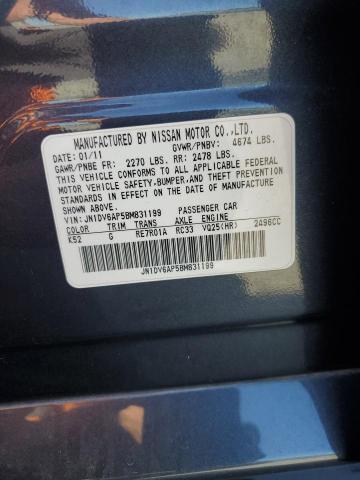 MANUFACTURED BY NISSAN MOTOR CO.,LTD.
DATE: 01/11 GVWR/PNBV: 4674 LBS.
GAWR/PNBE FR: 2270 LBS. RR: 2478 LBS.
THIS VEHICLE CONFORMS TO ALL APPLICABLE FEDERAL
MOTOR VEHICLE SAFETY,BUMPER,AND THEFT PREVENTION
STANDARDS IN EFFECT ON THE DATE OF MANUFACTURE
SHOWN ABOVE.
VIN: JN1DV6AP5BM831199 PASSENGER CAR
COLOR TRIM TRANS AXLE ENGINE
K52 G RE7R01A RC33 VQ25(HR) 2496CC
JN1DV6AP5BM831199